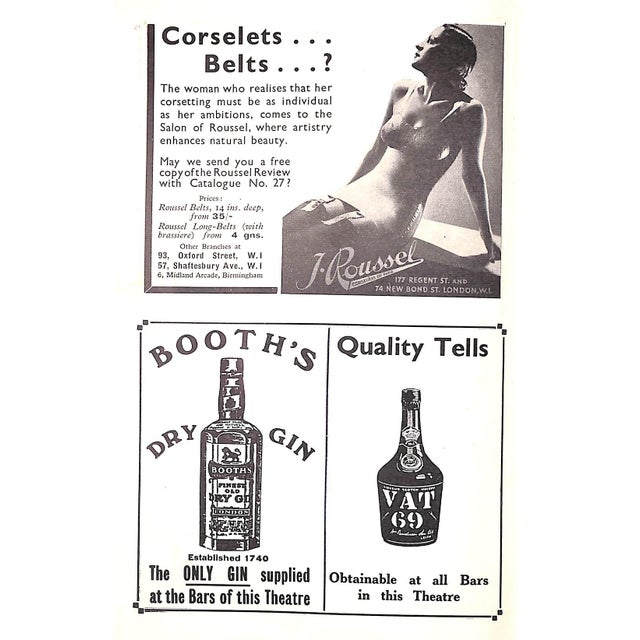 Corselets . . .
Belts . . . ?
The woman who realises that her
corsetting must be as individual
as her ambitions, comes to the
Salon of Roussel, where artistry
enhances natural beauty.
May we send you a free
copy of the Roussel Review
with Catalogue No. 27?
Prices:
Roussel Belts, 14 ins. deep,
from 35/-
Roussel Long-Belts (with
brassiere) from 4 gns.
Other Branches at
93, Oxford Street, W.1
57, Shaftesbury Ave., W.1
6, Midland Arcade, Birmingham
J. Roussel
177 REGENT ST. AND
74 NEW BOND ST. LONDON, W.1.
BOOTH'S
DRY GIN
BOOTH'S
FINEST
OLD
DRY GIN
LONDON
Established 1740
The ONLY GIN supplied
at the Bars of this Theatre
Quality Tells
VAT
69
Obtainable at all Bars
in this Theatre